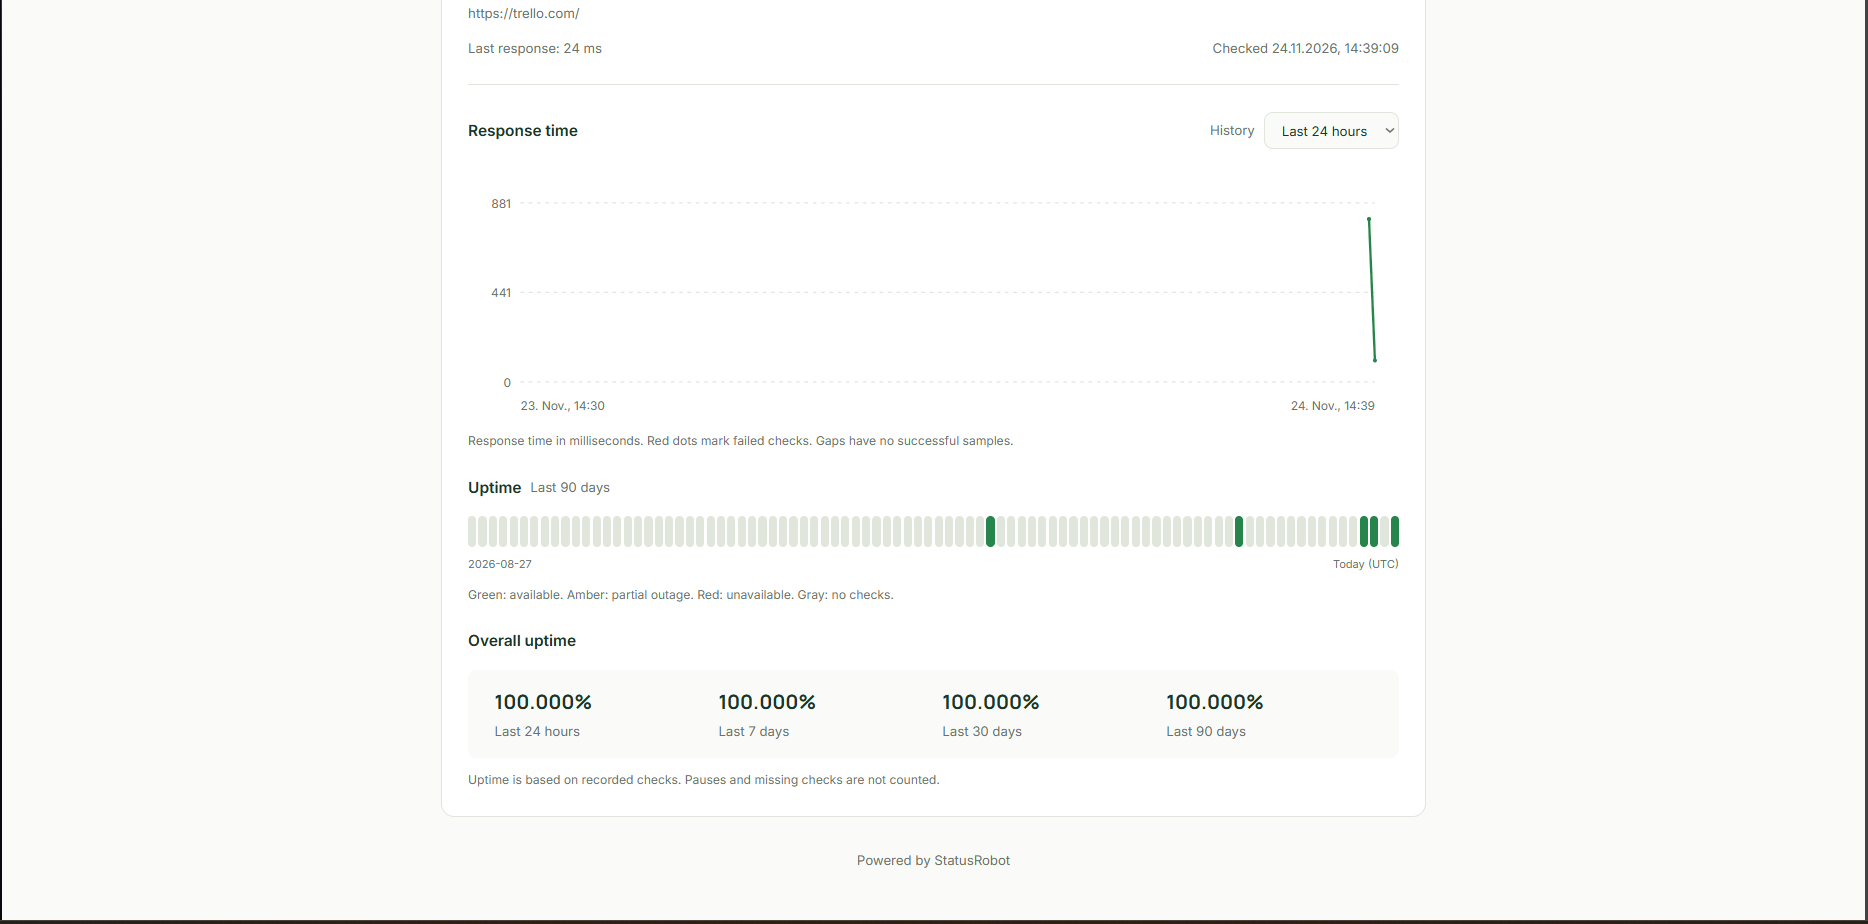 https://trello.com/
Last response: 24 ms
Checked 24.11.2026, 14:39:09
Response time
History
Last 24 hours
881
441
0
23. Nov., 14:30
24. Nov., 14:39
Response time in milliseconds. Red dots mark failed checks. Gaps have no successful samples.
Uptime Last 90 days
2026-08-27
Today (UTC)
Green: available. Amber: partial outage. Red: unavailable. Gray: no checks.
Overall uptime
100.000%
Last 24 hours
100.000%
Last 7 days
100.000%
Last 30 days
100.000%
Last 90 days
Uptime is based on recorded checks. Pauses and missing checks are not counted.
Powered by StatusRobot